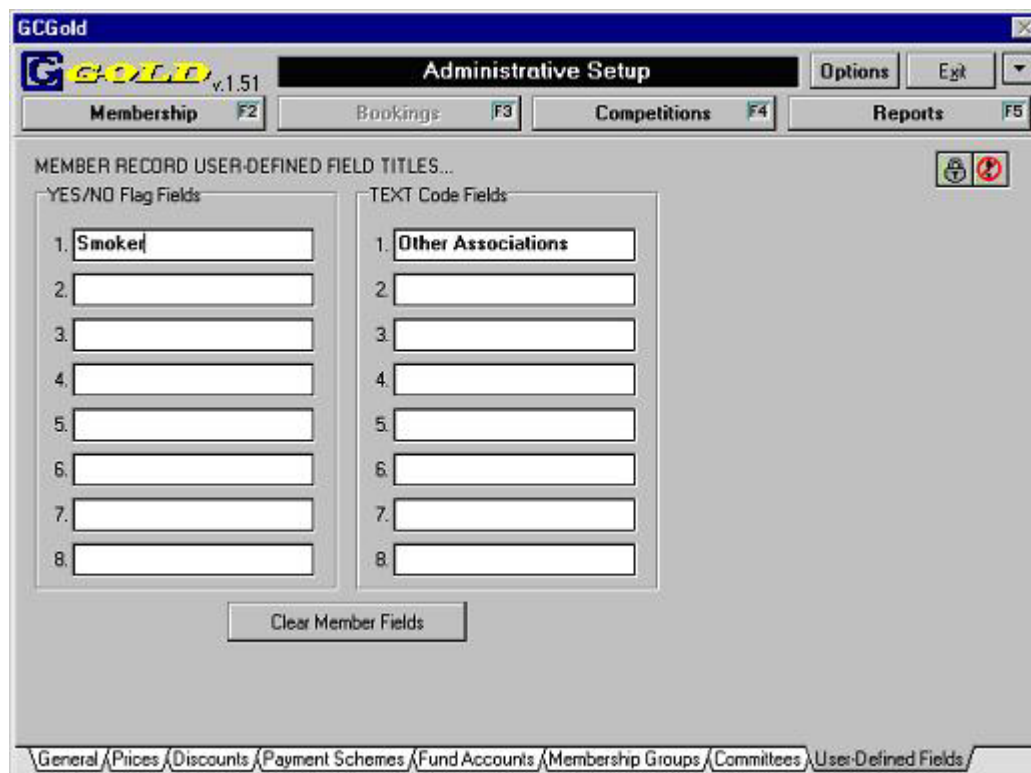 GCGold
G GOLD v.1.51 Administrative Setup Options Exit
Membership F2 Bookings F3 Competitions F4 Reports F5
MEMBER RECORD USER-DEFINED FIELD TITLES...
YES/NO Flag Fields TEXT Code Fields
1. Smoker 1. Other Associations
2. 2.
3. 3.
4. 4.
5. 5.
6. 6.
7. 7.
8. 8.
Clear Member Fields
General Prices Discounts Payment Schemes Fund Accounts Membership Groups Committees User-Defined Fields